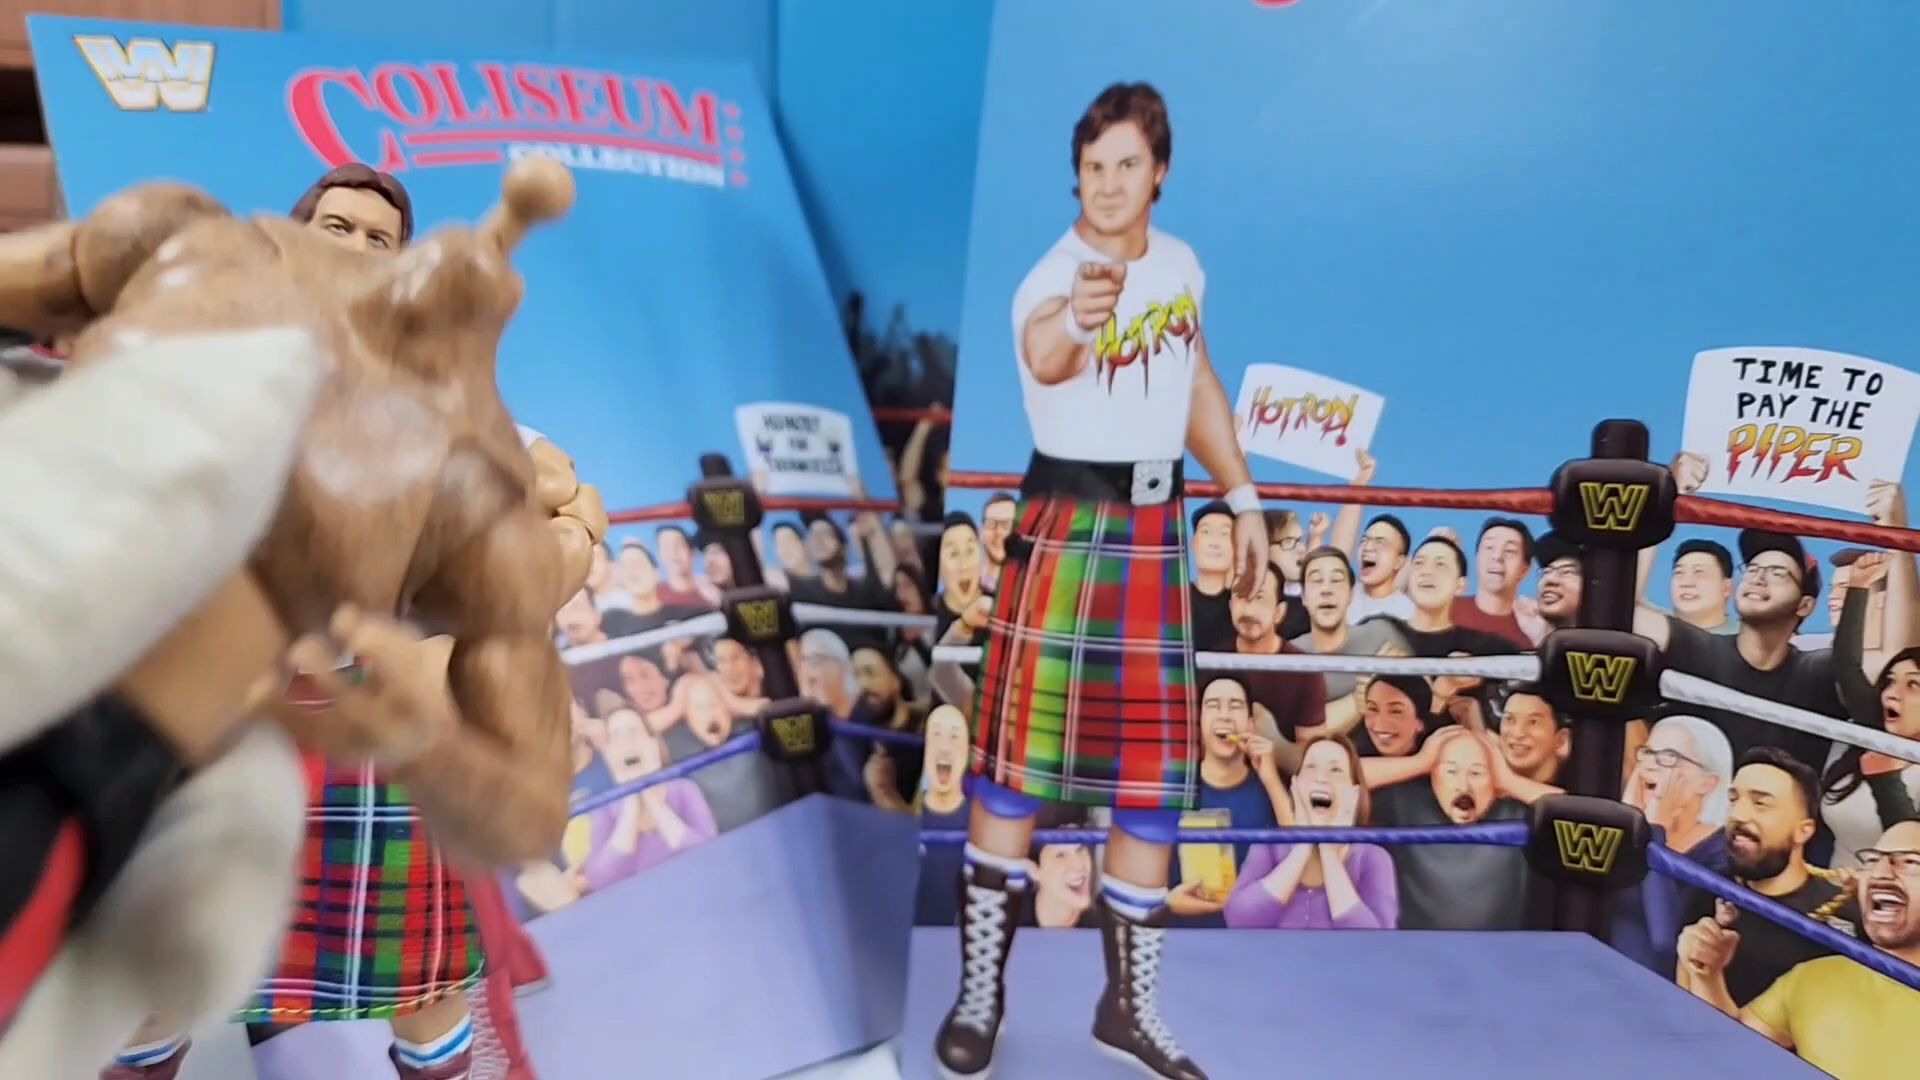 W
COLISEUM
COLLECTION
HOT ROD!
HOT ROD!
TIME TO
PAY THE
PIPER
W
W
W